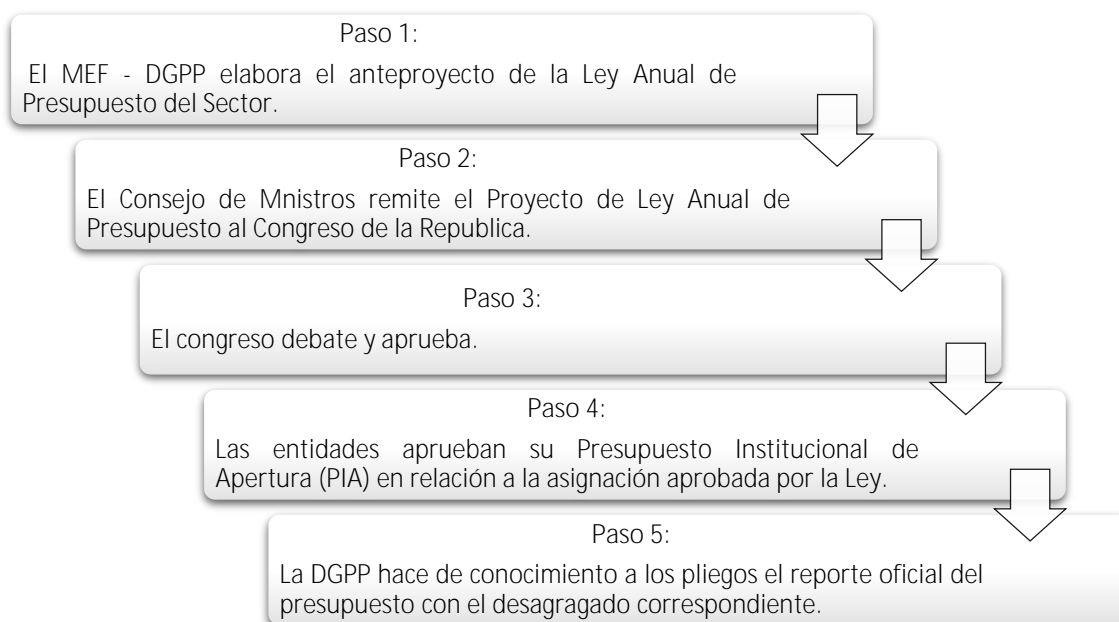 Paso 1:
El MEF - DGPP elabora el anteproyecto de la Ley Anual de
Presupuesto del Sector.
Paso 2:
El Consejo de Mnistros remite el Proyecto de Ley Anual de
Presupuesto al Congreso de la Republica.
Paso 3:
El congreso debate y aprueba.
Paso 4:
Las entidades aprueban su Presupuesto Institucional de
Apertura (PIA) en relación a la asignación aprobada por la Ley.
Paso 5:
La DGPP hace de conocimiento a los pliegos el reporte oficial del
presupuesto con el desagragado correspondiente.